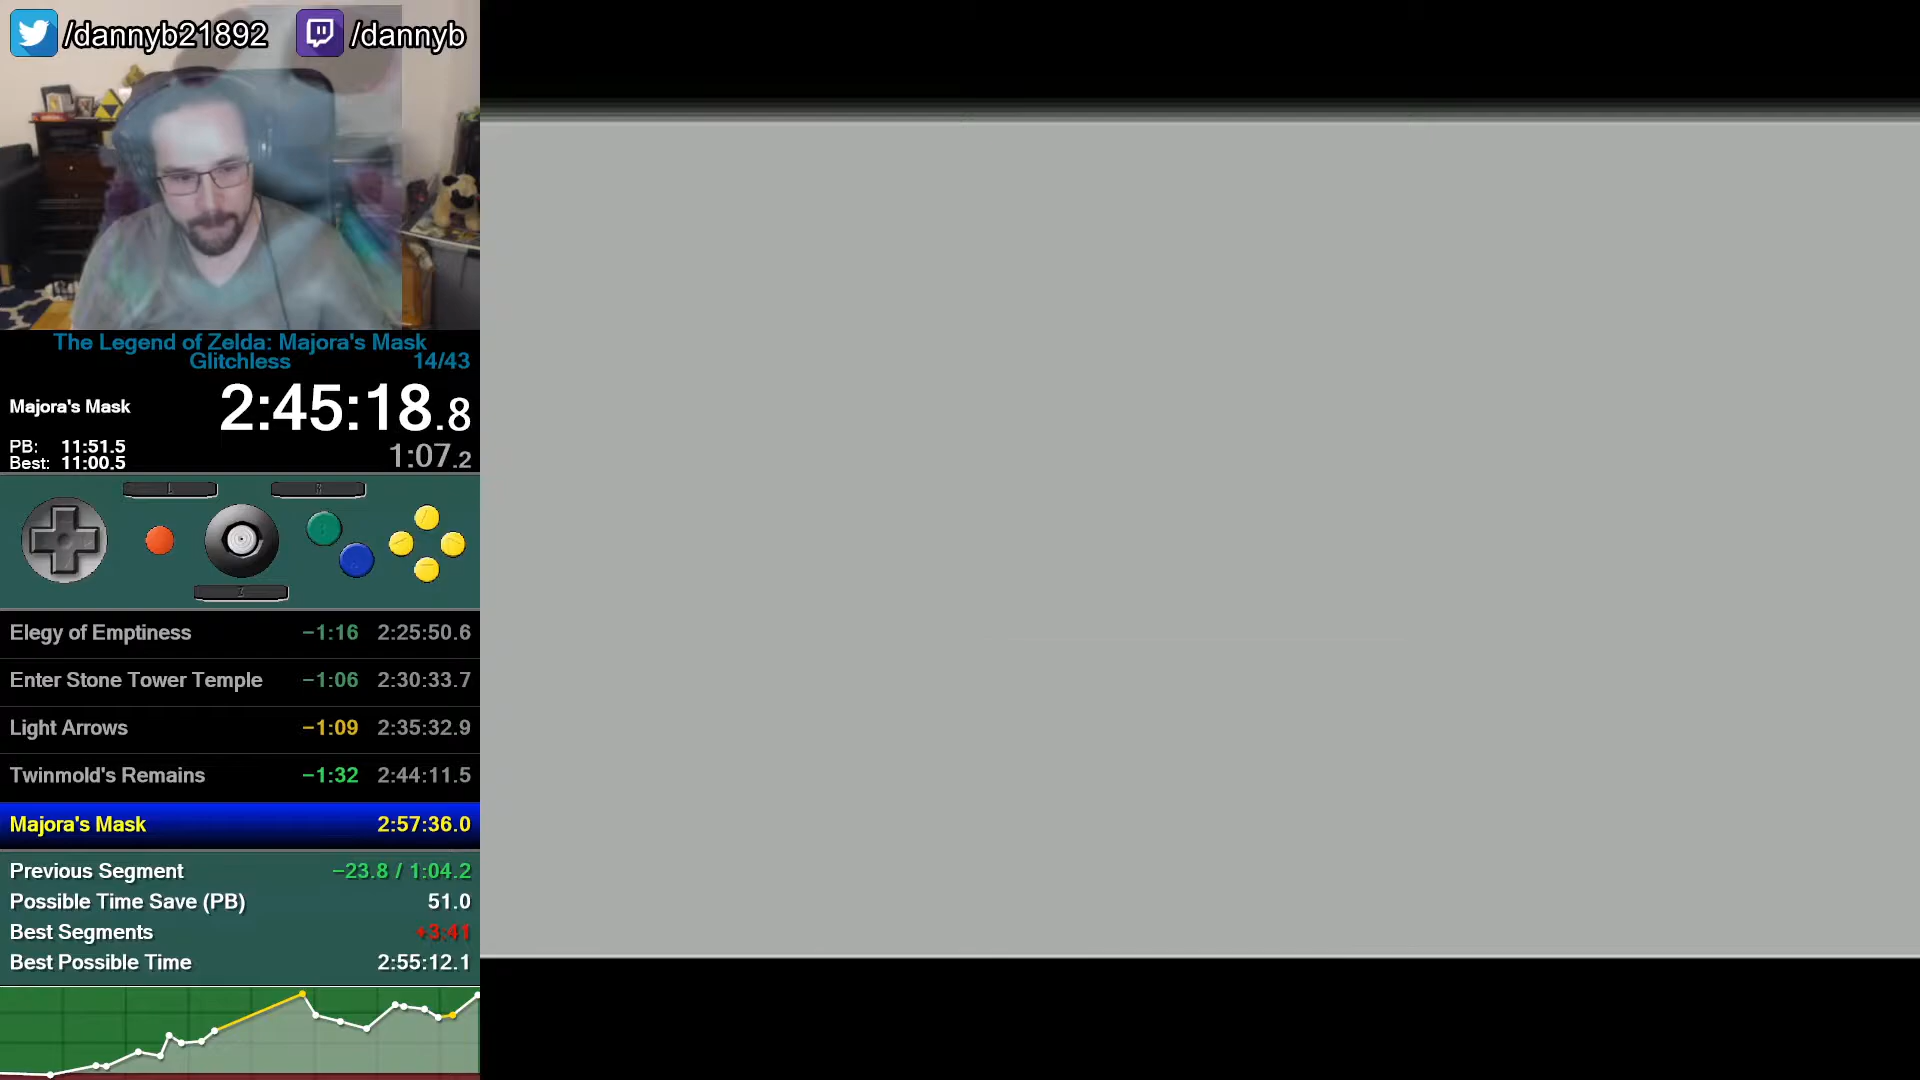 /dannyb21892 /dannyb
The Legend of Zelda: Majora's Mask
Glitchless 14/43
Majora's Mask 2:45:18.8
PB: 11:51.5
Best: 11:00.5 1:07.2
Elegy of Emptiness −1:16 2:25:50.6
Enter Stone Tower Temple −1:06 2:30:33.7
Light Arrows −1:09 2:35:32.9
Twinmold's Remains −1:32 2:44:11.5
Majora's Mask 2:57:36.0
Previous Segment −23.8 / 1:04.2
Possible Time Save (PB) 51.0
Best Segments +3:41
Best Possible Time 2:55:12.1